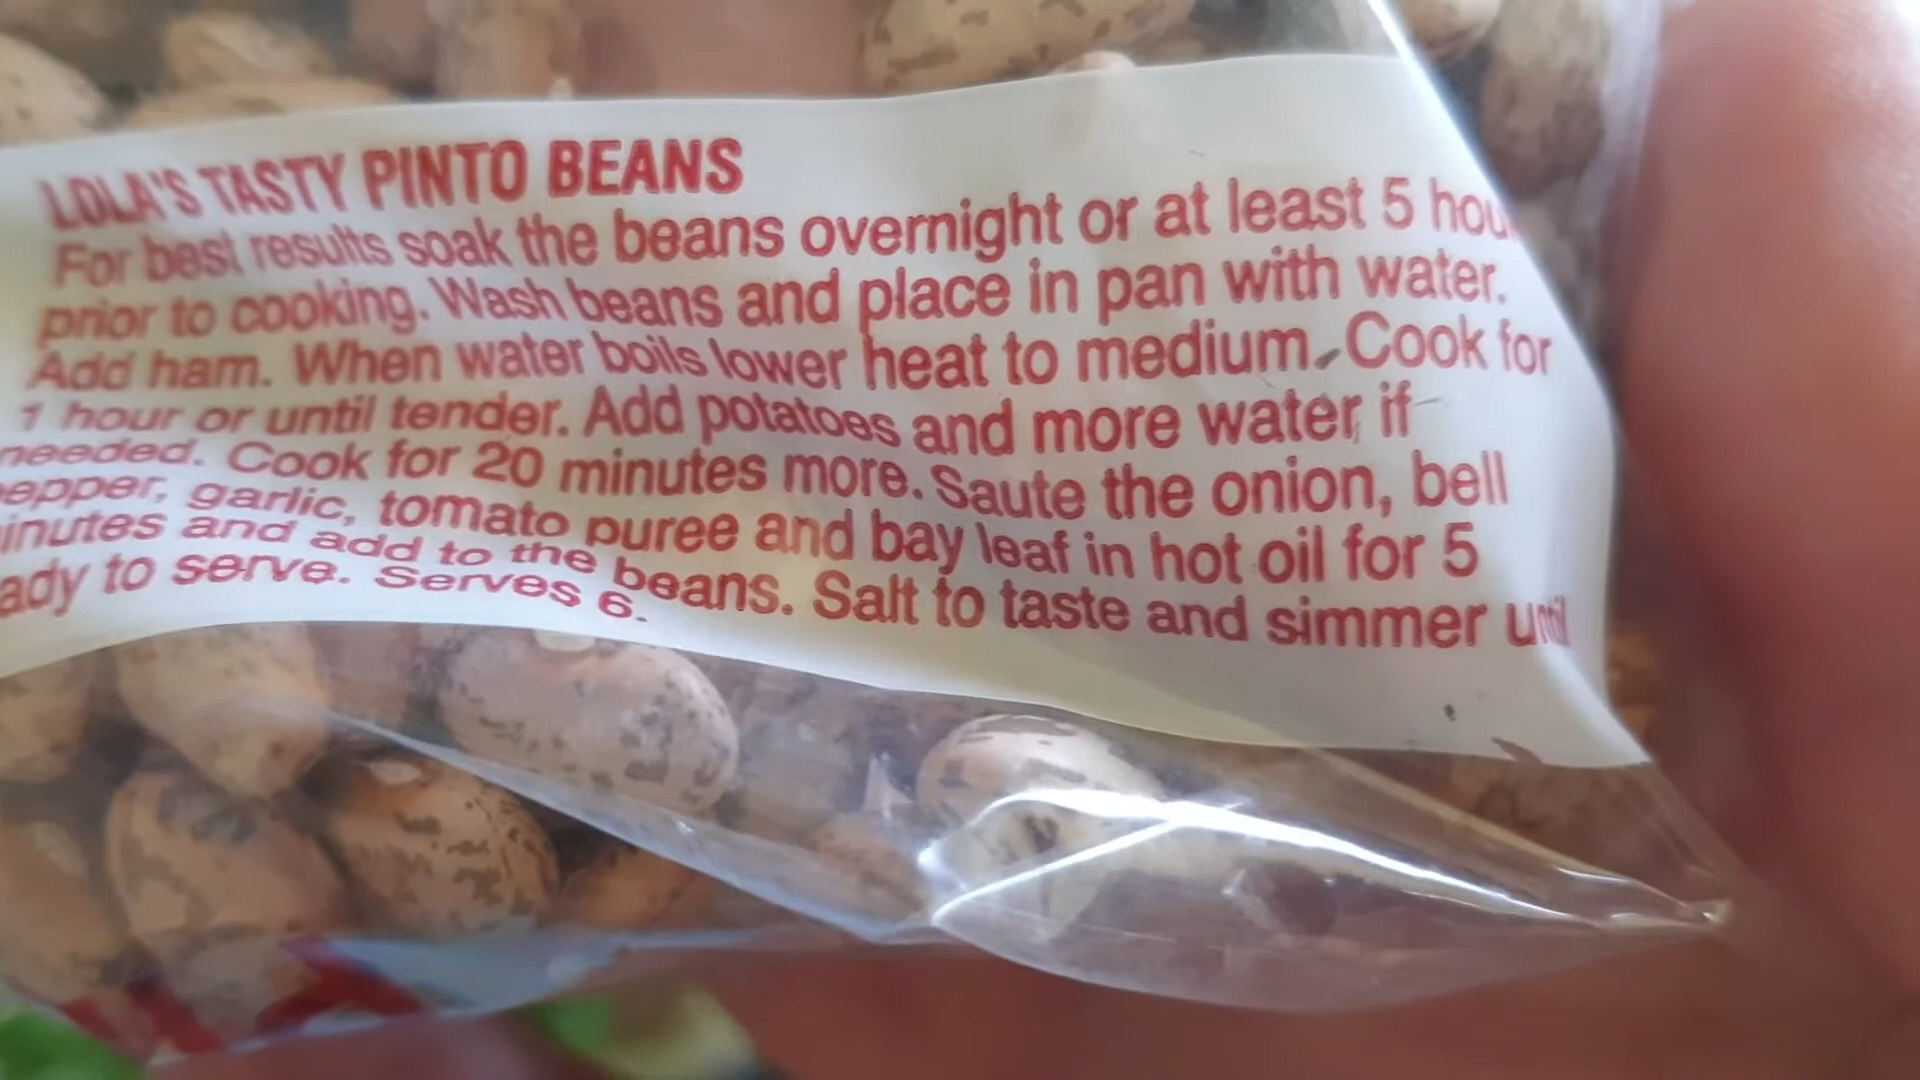 LOLA'S TASTY PINTO BEANS
For best results soak the beans overnight or at least 5 hou
prior to cooking. Wash beans and place in pan with water.
Add ham. When water boils lower heat to medium. Cook for
1 hour or until tender. Add potatoes and more water if
needed. Cook for 20 minutes more. Saute the onion, bell
epper, garlic, tomato puree and bay leaf in hot oil for 5
inutes and add to the beans. Salt to taste and simmer until
ady to serve. Serves 6.